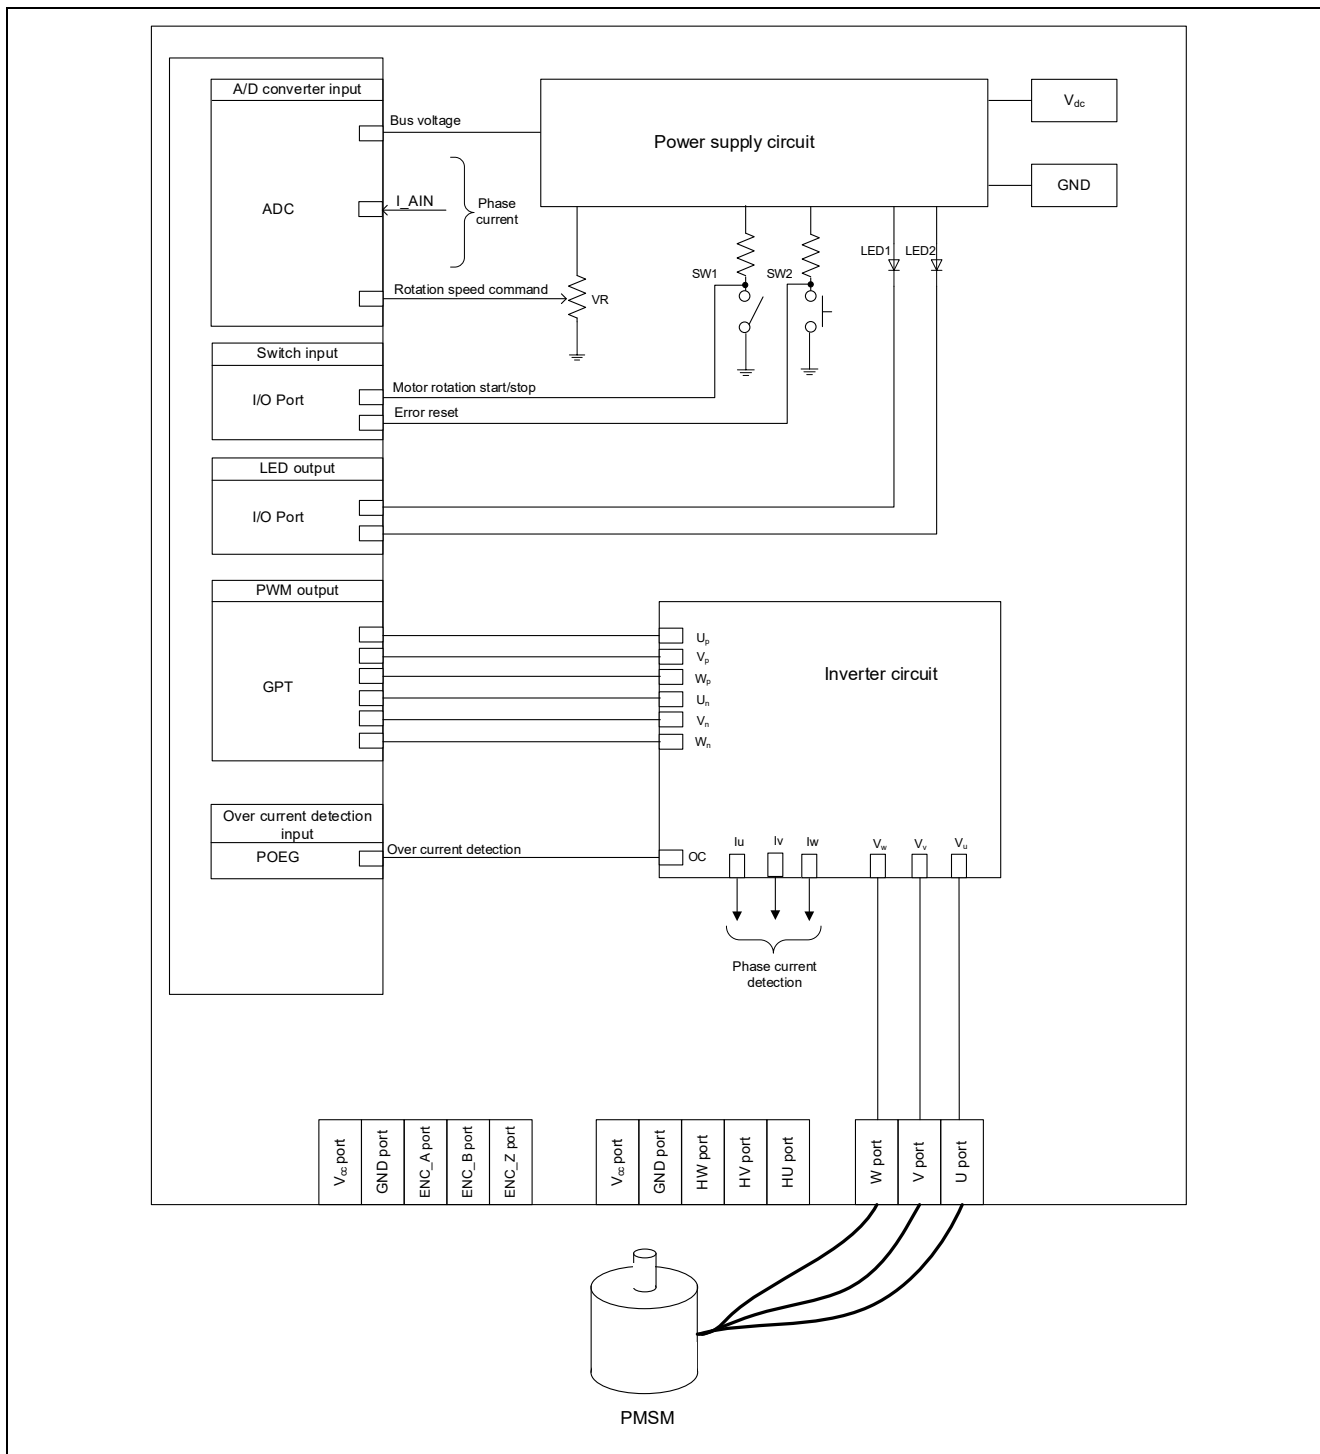 A/D converter input
Bus voltage
Power supply circuit
Vdc
GND
ADC
I_AIN
Phase
current
Rotation speed command
VR
SW1
SW2
LED1
LED2
Switch input
I/O Port
Motor rotation start/stop
Error reset
LED output
I/O Port
PWM output
GPT
Up
Vp
Wp
Un
Vn
Wn
Inverter circuit
Over current detection
input
POEG
Over current detection
OC
Iu
Iv
Iw
Vw
Vv
Vu
Phase current
detection
Vcc port
GND port
ENC_A port
ENC_B port
ENC_Z port
Vcc port
GND port
HW port
HV port
HU port
W port
V port
U port
PMSM